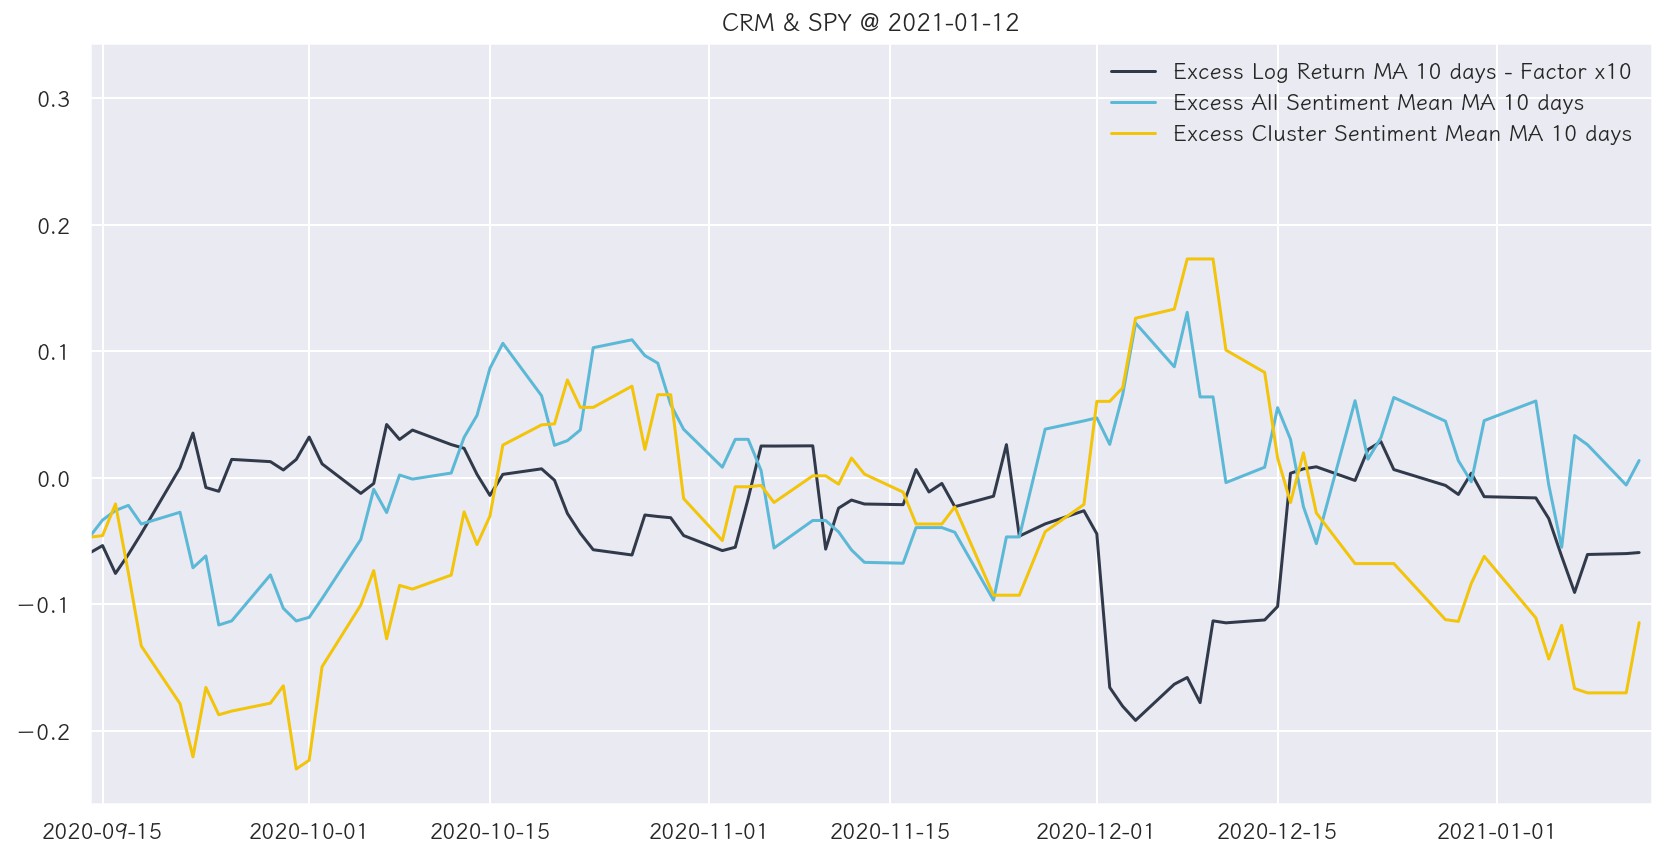 CRM & SPY @ 2021-01-12
Excess Log Return MA 10 days - Factor x10
Excess All Sentiment Mean MA 10 days
Excess Cluster Sentiment Mean MA 10 days
0.3
0.2
0.1
0.0
−0.1
−0.2
2020-09-15 2020-10-01 2020-10-15 2020-11-01 2020-11-15 2020-12-01 2020-12-15 2021-01-01